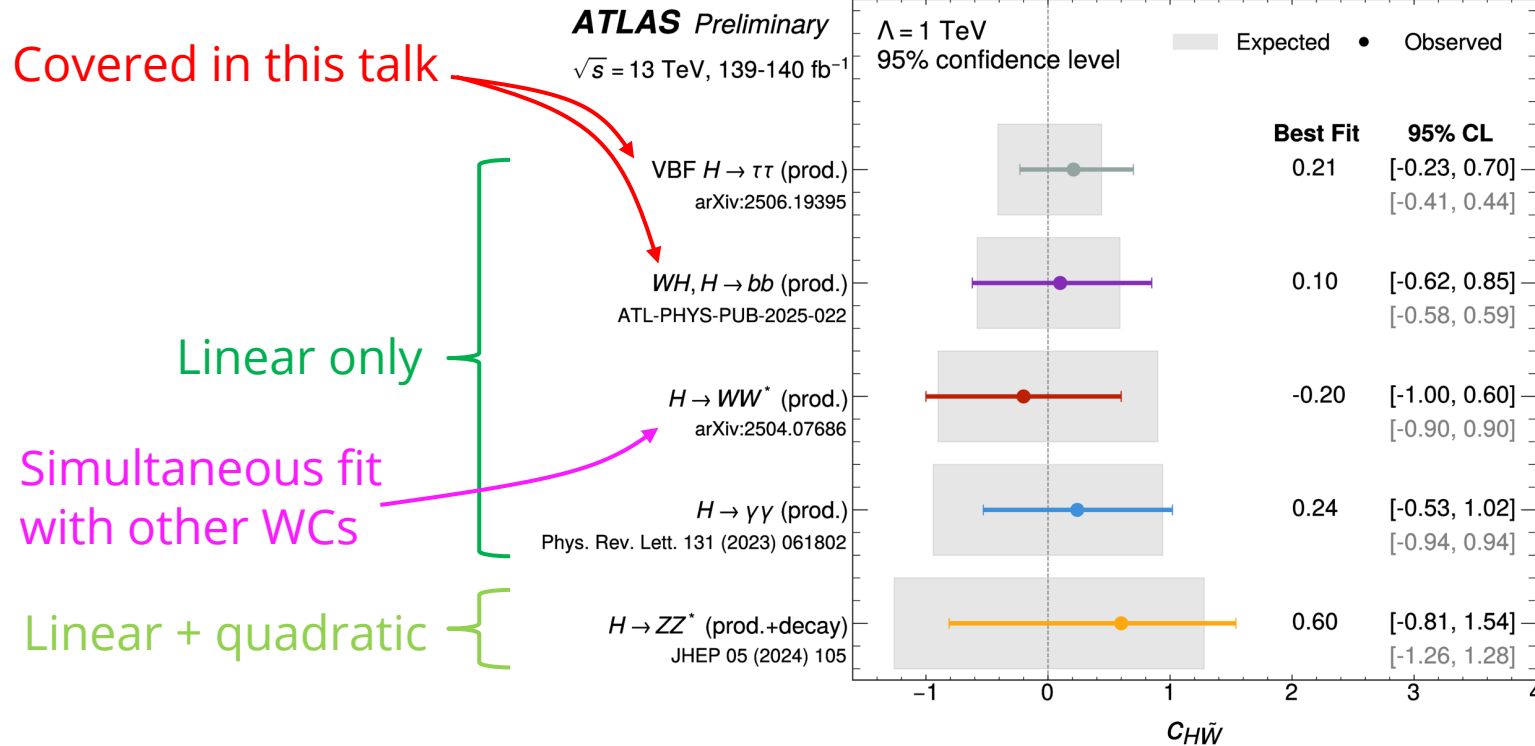 ATLAS Preliminary
√s = 13 TeV, 139-140 fb⁻¹
Λ = 1 TeV
95% confidence level
Expected
Observed
Covered in this talk
Best Fit 95% CL
VBF H → ττ (prod.)
arXiv:2506.19395
0.21 [-0.23, 0.70]
[-0.41, 0.44]
WH, H → bb (prod.)
ATL-PHYS-PUB-2025-022
0.10 [-0.62, 0.85]
[-0.58, 0.59]
Linear only
H → WW* (prod.)
arXiv:2504.07686
-0.20 [-1.00, 0.60]
[-0.90, 0.90]
Simultaneous fit
with other WCs
H → γγ (prod.)
Phys. Rev. Lett. 131 (2023) 061802
0.24 [-0.53, 1.02]
[-0.94, 0.94]
Linear + quadratic
H → ZZ* (prod.+decay)
JHEP 05 (2024) 105
0.60 [-0.81, 1.54]
[-1.26, 1.28]
−1 0 1 2 3
c_HW̃